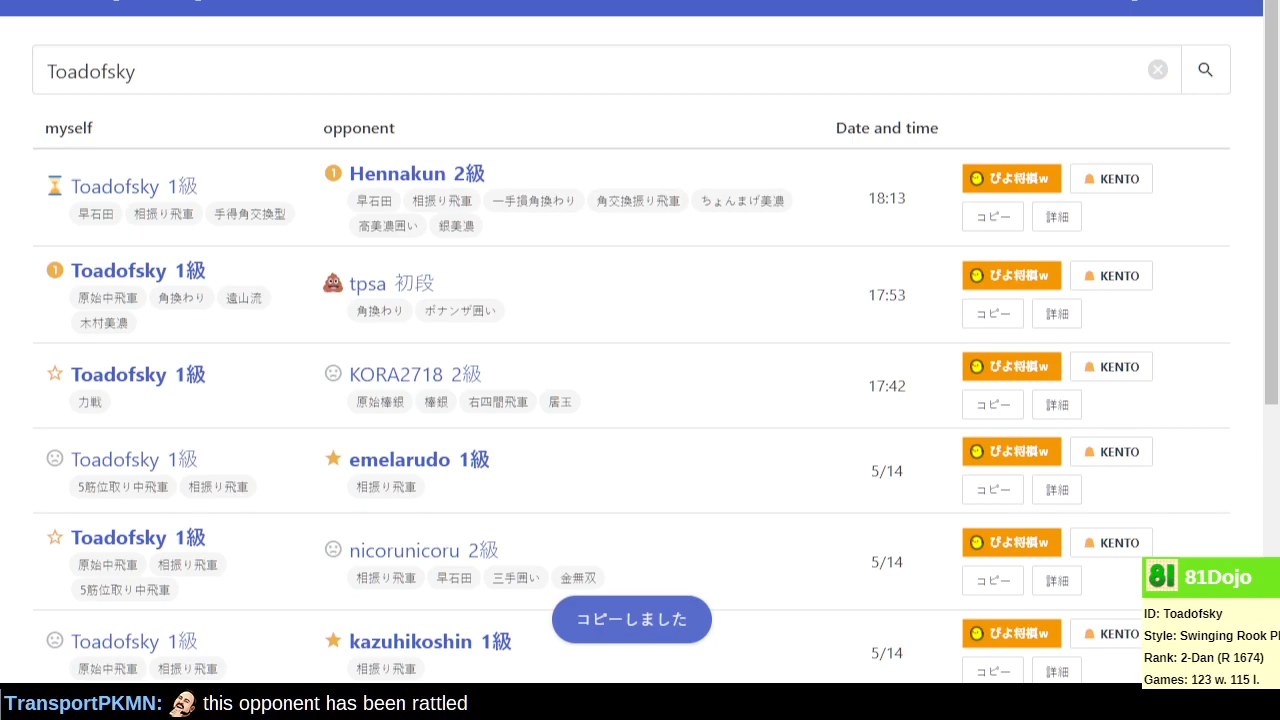 Toadofsky
myself opponent Date and time
Toadofsky 1級
早石田 相振り飛車 手得角交換型
Hennakun 2級
早石田 相振り飛車 一手損角換わり 角交換振り飛車 ちょんまげ美濃
高美濃囲い 銀美濃
18:13
ぴよ将棋w KENTO
コピー 詳細
Toadofsky 1級
原始中飛車 角換わり 遠山流
木村美濃
tpsa 初段
角換わり ボナンザ囲い
17:53
ぴよ将棋w KENTO
コピー 詳細
Toadofsky 1級
力戦
KORA2718 2級
原始棒銀 棒銀 右四間飛車 居玉
17:42
ぴよ将棋w KENTO
コピー 詳細
Toadofsky 1級
5筋位取り中飛車 相振り飛車
emelarudo 1級
相振り飛車
5/14
ぴよ将棋w KENTO
コピー 詳細
Toadofsky 1級
原始中飛車 相振り飛車
5筋位取り中飛車
nicorunicoru 2級
相振り飛車 早石田 三手囲い 金無双
5/14
ぴよ将棋w KENTO
コピー 詳細
Toadofsky 1級
原始中飛車 相振り飛車
kazuhikoshin 1級
相振り飛車
5/14
ぴよ将棋w KENTO
コピー 詳細
コピーしました
81 81Dojo
ID: Toadofsky
Style: Swinging Rook P
Rank: 2-Dan (R 1674)
Games: 123 w. 115 l.
TransportPKMN: this opponent has been rattled